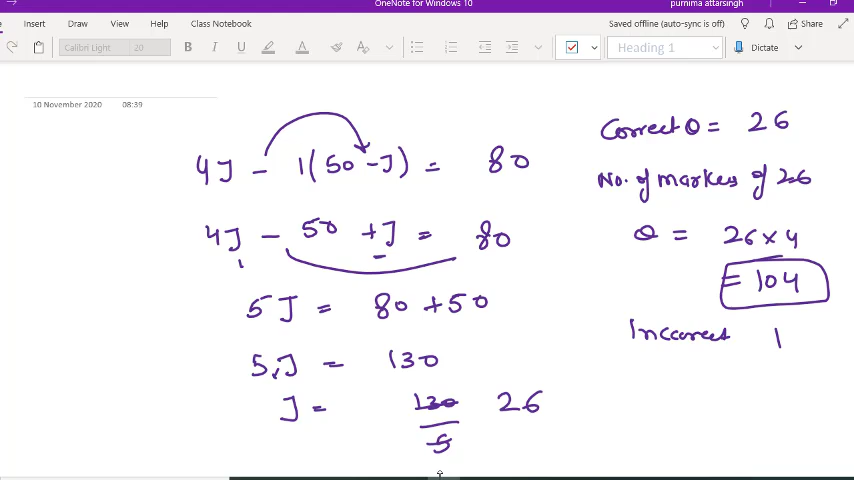 OneNote for Windows 10
purnima attarsingh
Insert Draw View Help Class Notebook
Saved offline (auto-sync is off)
Share
Calibri Light 20
B I U
Heading 1
Dictate
10 November 2020 08:39
4J - 1(50 - J) = 80
4J - 50 + J = 80
5J = 80 + 50
5J = 130
J = 130/5 26
Correct Q = 26
No. of markes of 26
Q = 26 × 4
= 104
Incorrect 1